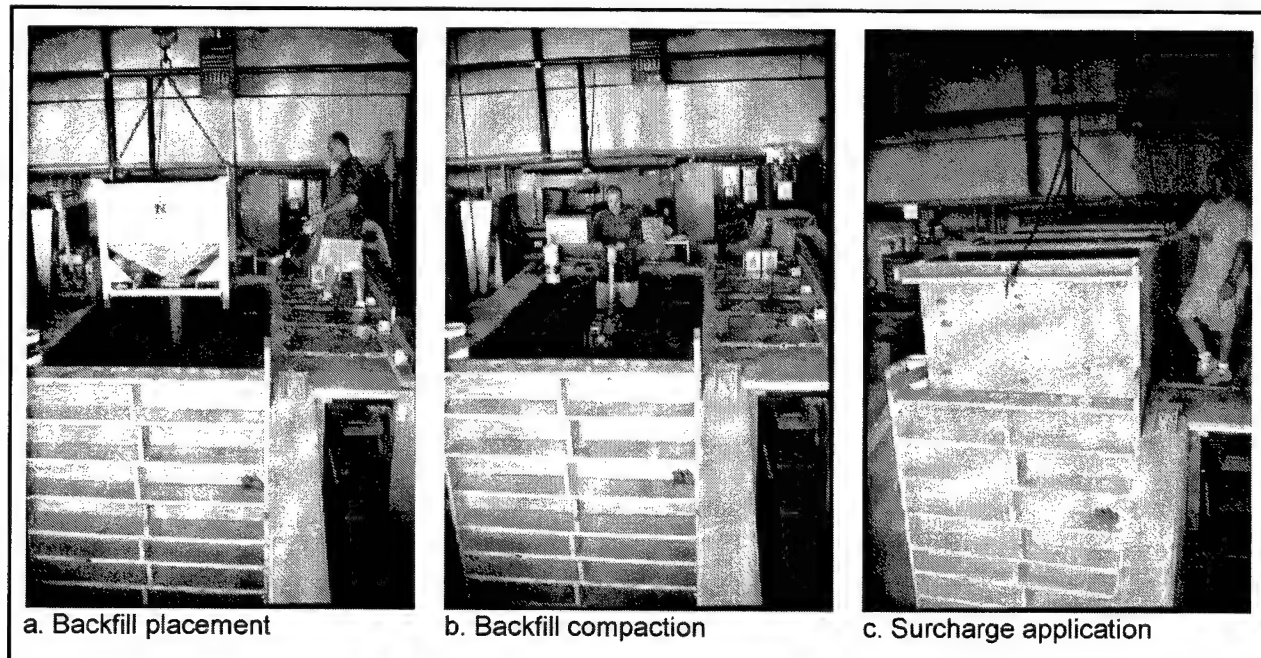 a. Backfill placement
b. Backfill compaction
c. Surcharge application